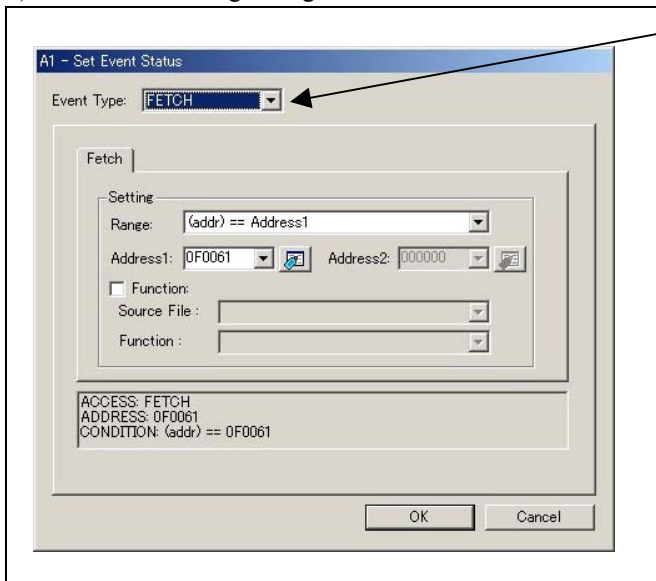 A1 - Set Event Status
Event Type: FETCH
Fetch
Setting
Range: (addr) == Address1
Address1: 0F0061 Address2: 000000
Function:
Source File :
Function :
ACCESS: FETCH
ADDRESS: 0F0061
CONDITION: (addr) == 0F0061
OK Cancel